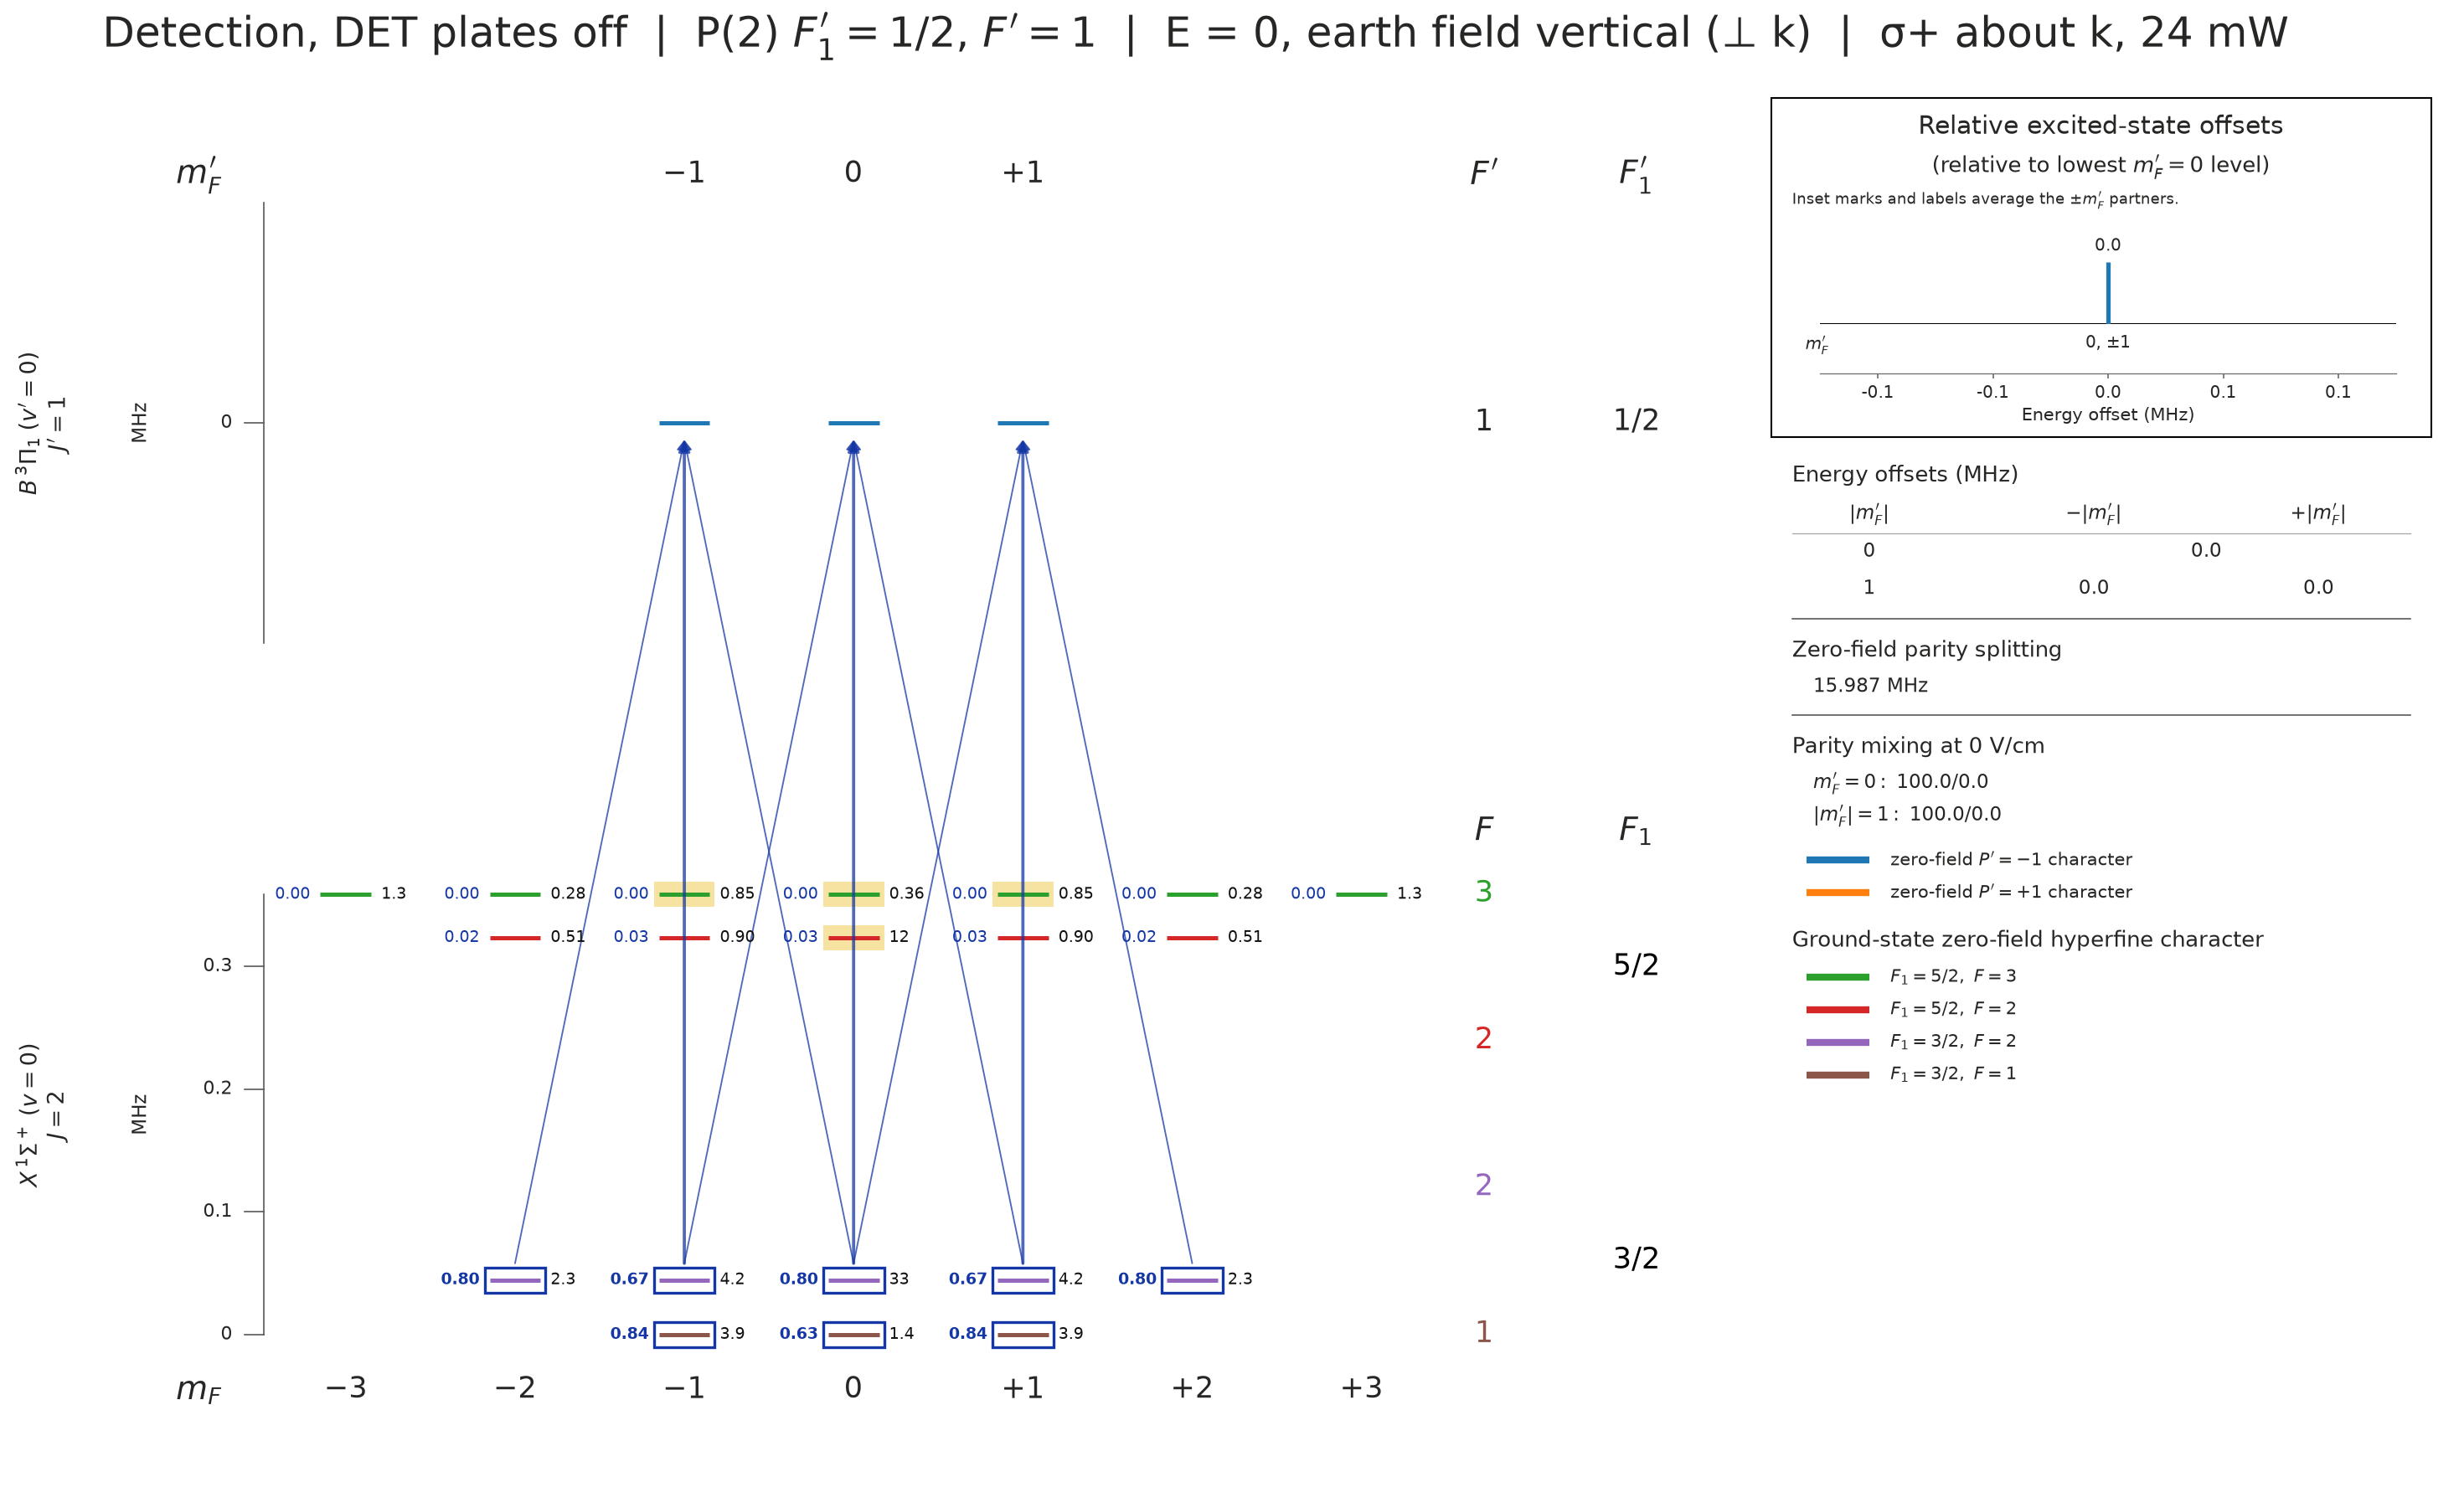 Detection, DET plates off | P(2) F′₁ = 1/2, F′ = 1 | E = 0, earth field vertical (⊥ k) | σ+ about k, 24 mW
m′_F −1 0 +1 F′ F′₁
B ³Π₁ (v′ = 0)
J′ = 1
MHz
0
1 1/2
F F₁
0.00 1.3 0.00 0.28 0.00 0.85 0.00 0.36 0.00 0.85 0.00 0.28 0.00 1.3 3
0.02 0.51 0.03 0.90 0.03 12 0.03 0.90 0.02 0.51
5/2
2
2
3/2
0.80 2.3 0.67 4.2 0.80 33 0.67 4.2 0.80 2.3
0.84 3.9 0.63 1.4 0.84 3.9 1
X ¹Σ⁺ (v = 0)
J = 2
MHz
0.3
0.2
0.1
0
m_F −3 −2 −1 0 +1 +2 +3
Relative excited-state offsets
(relative to lowest m′_F = 0 level)
Inset marks and labels average the ±m′_F partners.
0.0
m′_F 0, ±1
-0.1 -0.1 0.0 0.1 0.1
Energy offset (MHz)
Energy offsets (MHz)
|m′_F| −|m′_F| +|m′_F|
0 0.0
1 0.0 0.0
Zero-field parity splitting
15.987 MHz
Parity mixing at 0 V/cm
m′_F = 0 : 100.0/0.0
|m′_F| = 1 : 100.0/0.0
zero-field P′ = −1 character
zero-field P′ = +1 character
Ground-state zero-field hyperfine character
F₁ = 5/2, F = 3
F₁ = 5/2, F = 2
F₁ = 3/2, F = 2
F₁ = 3/2, F = 1